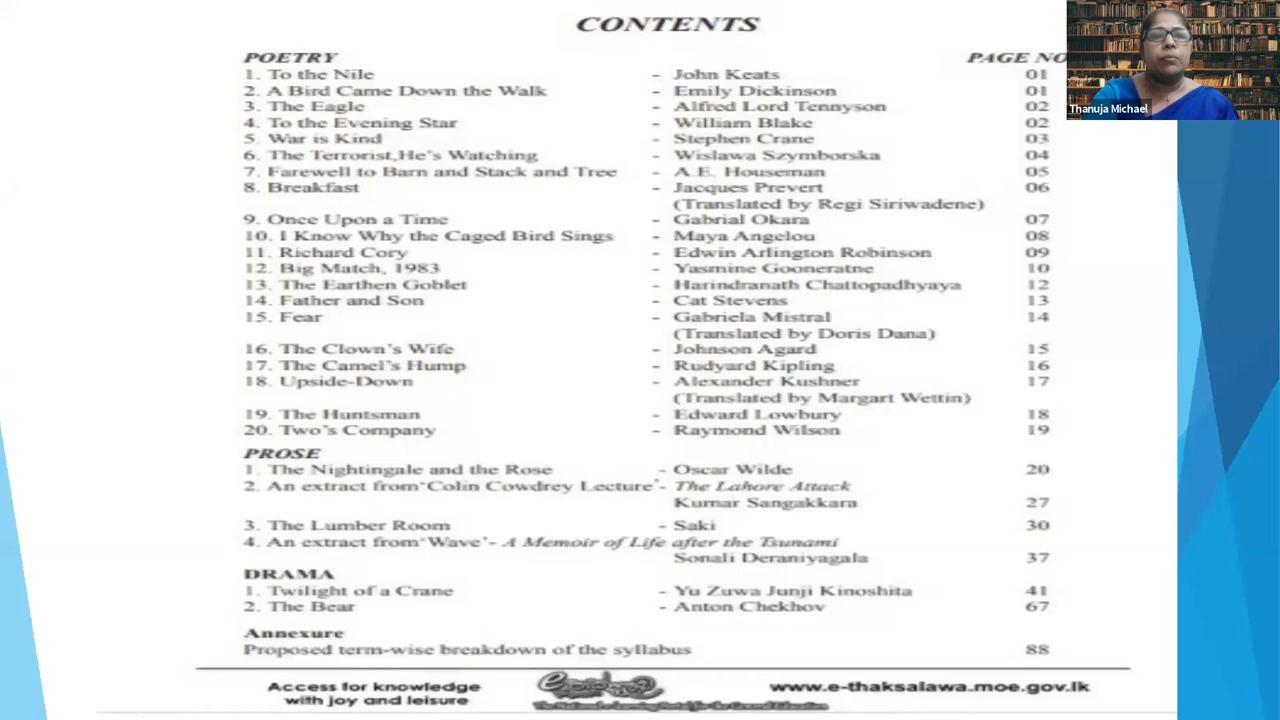 CONTENTS
POETRY PAGE NO
1. To the Nile - John Keats 01
2. A Bird Came Down the Walk - Emily Dickinson 01
3. The Eagle - Alfred Lord Tennyson 02
4. To the Evening Star - William Blake 02
5. War is Kind - Stephen Crane 03
6. The Terrorist,He's Watching - Wislawa Szymborska 04
7. Farewell to Barn and Stack and Tree - A.E. Houseman 05
8. Breakfast - Jacques Prevert 06
(Translated by Regi Siriwadene)
9. Once Upon a Time - Gabrial Okara 07
10. I Know Why the Caged Bird Sings - Maya Angelou 08
11. Richard Cory - Edwin Arlington Robinson 09
12. Big Match, 1983 - Yasmine Gooneratne 10
13. The Earthen Goblet - Harindranath Chattopadhyaya 12
14. Father and Son - Cat Stevens 13
15. Fear - Gabriela Mistral 14
(Translated by Doris Dana)
16. The Clown's Wife - Johnson Agard 15
17. The Camel's Hump - Rudyard Kipling 16
18. Upside-Down - Alexander Kushner 17
(Translated by Margart Wettin)
19. The Huntsman - Edward Lowbury 18
20. Two's Company - Raymond Wilson 19
PROSE
1. The Nightingale and the Rose - Oscar Wilde 20
2. An extract from'Colin Cowdrey Lecture'- The Lahore Attack
Kumar Sangakkara 27
3. The Lumber Room - Saki 30
4. An extract from'Wave'- A Memoir of Life after the Tsunami
Sonali Deraniyagala 37
DRAMA
1. Twilight of a Crane - Yu Zuwa Junji Kinoshita 41
2. The Bear - Anton Chekhov 67
Annexure
Proposed term-wise breakdown of the syllabus 88
Access for knowledge
with joy and leisure
The National e-learning Portal for the General Education
www.e-thaksalawa.moe.gov.lk
Thanuja Michael